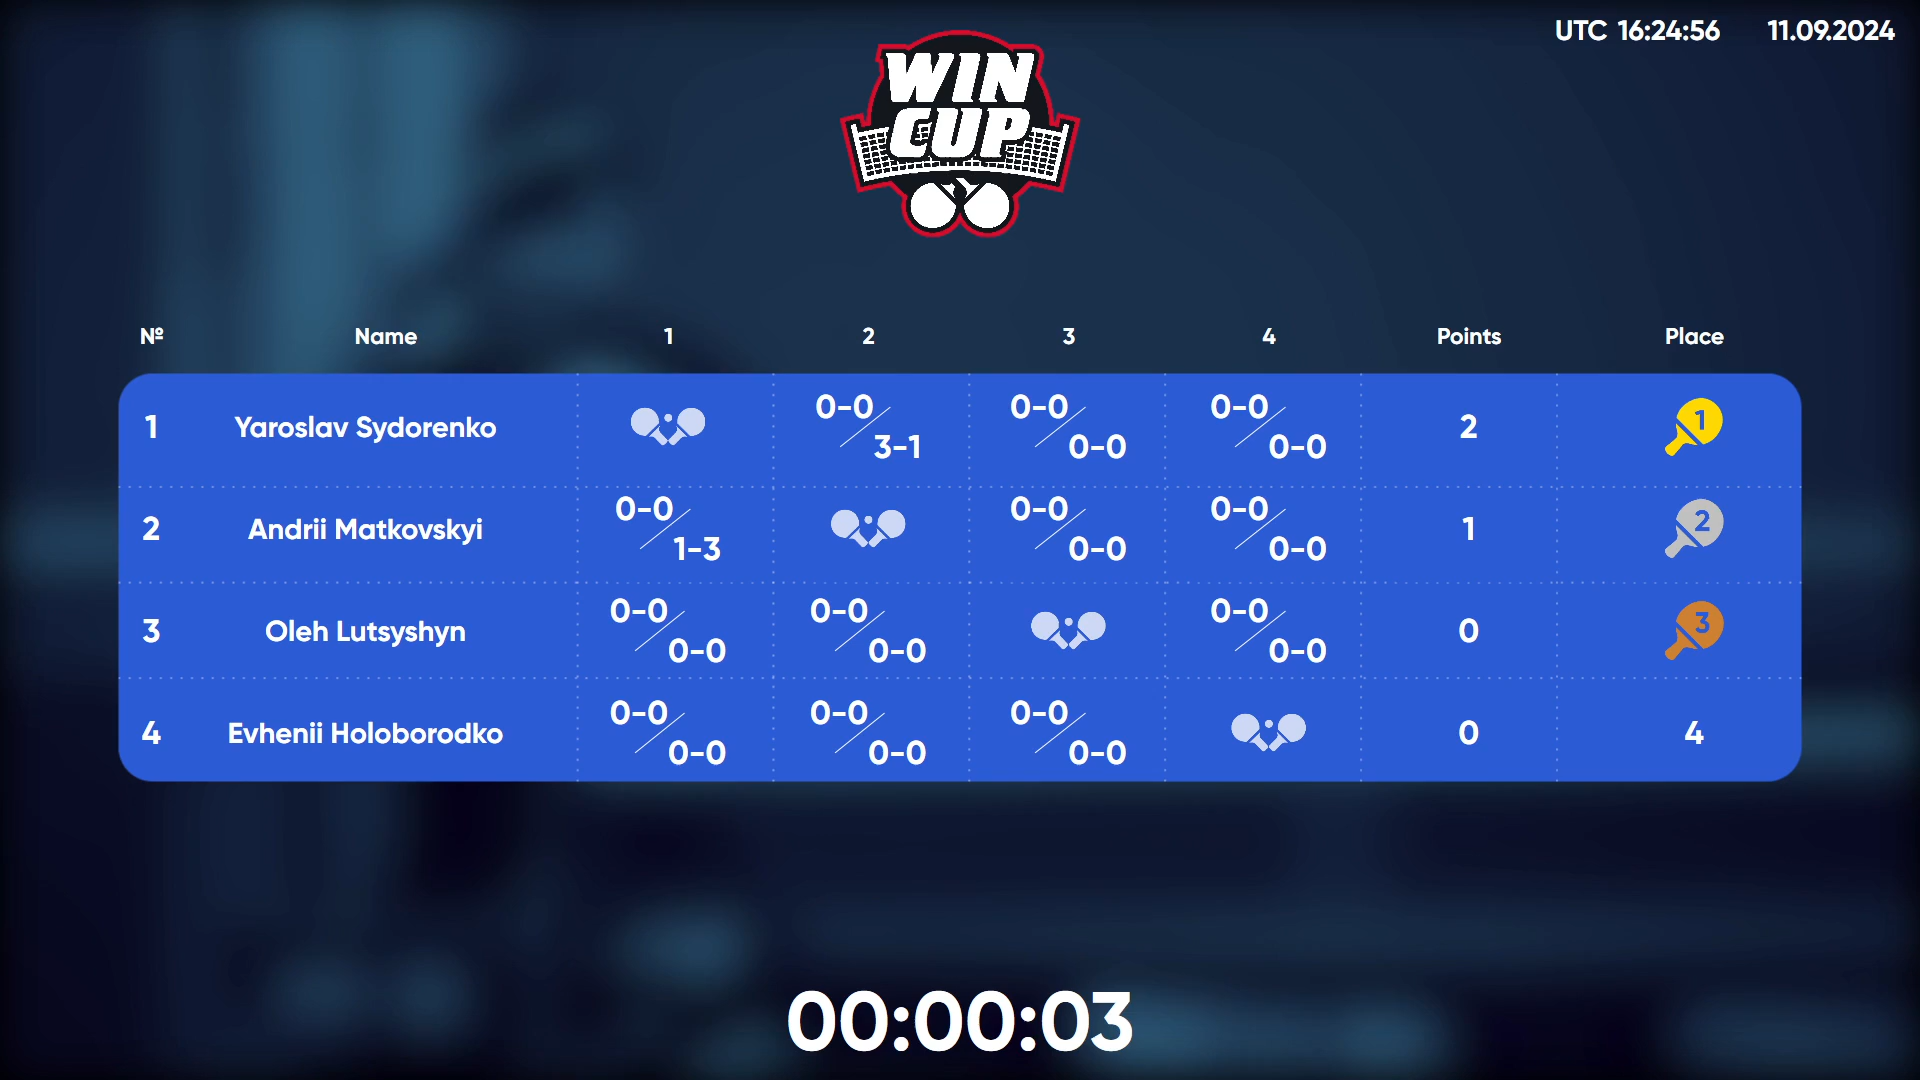 UTC 16:24:56 11.09.2024
WIN
CUP
Nº Name 1 2 3 4 Points Place
1 Yaroslav Sydorenko 0-0 3-1 0-0 0-0 0-0 0-0 2 1
2 Andrii Matkovskyi 0-0 1-3 0-0 0-0 0-0 0-0 1 2
3 Oleh Lutsyshyn 0-0 0-0 0-0 0-0 0-0 0-0 0 3
4 Evhenii Holoborodko 0-0 0-0 0-0 0-0 0-0 0-0 0 4
00:00:03